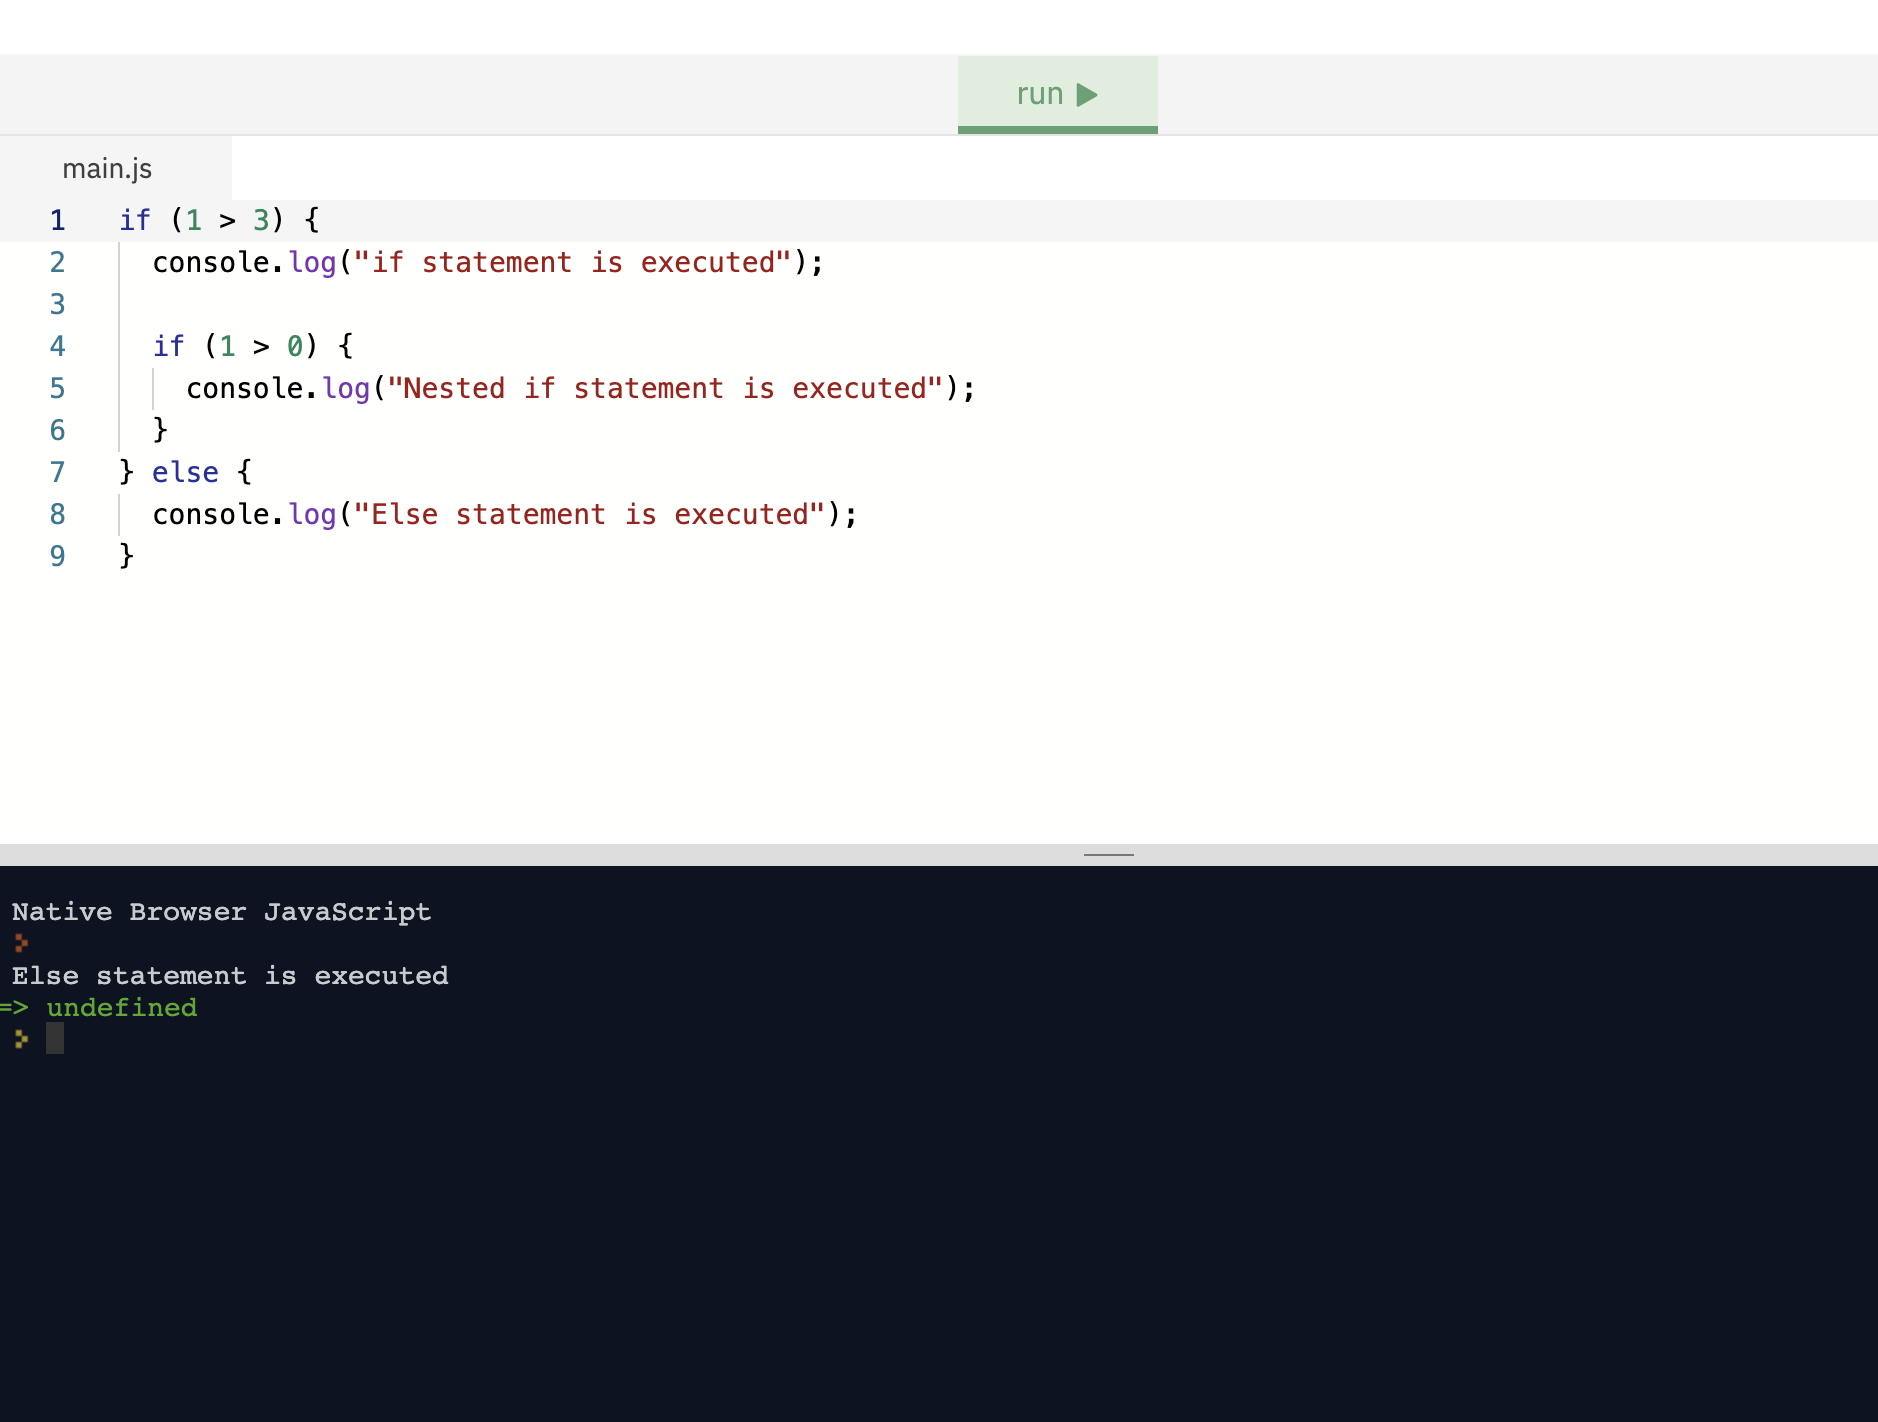 run ▶
main.js
1 if (1 > 3) {
2   console.log("if statement is executed");
3
4   if (1 > 0) {
5     console.log("Nested if statement is executed");
6   }
7 } else {
8   console.log("Else statement is executed");
9 }
Native Browser JavaScript
>
Else statement is executed
=> undefined
>